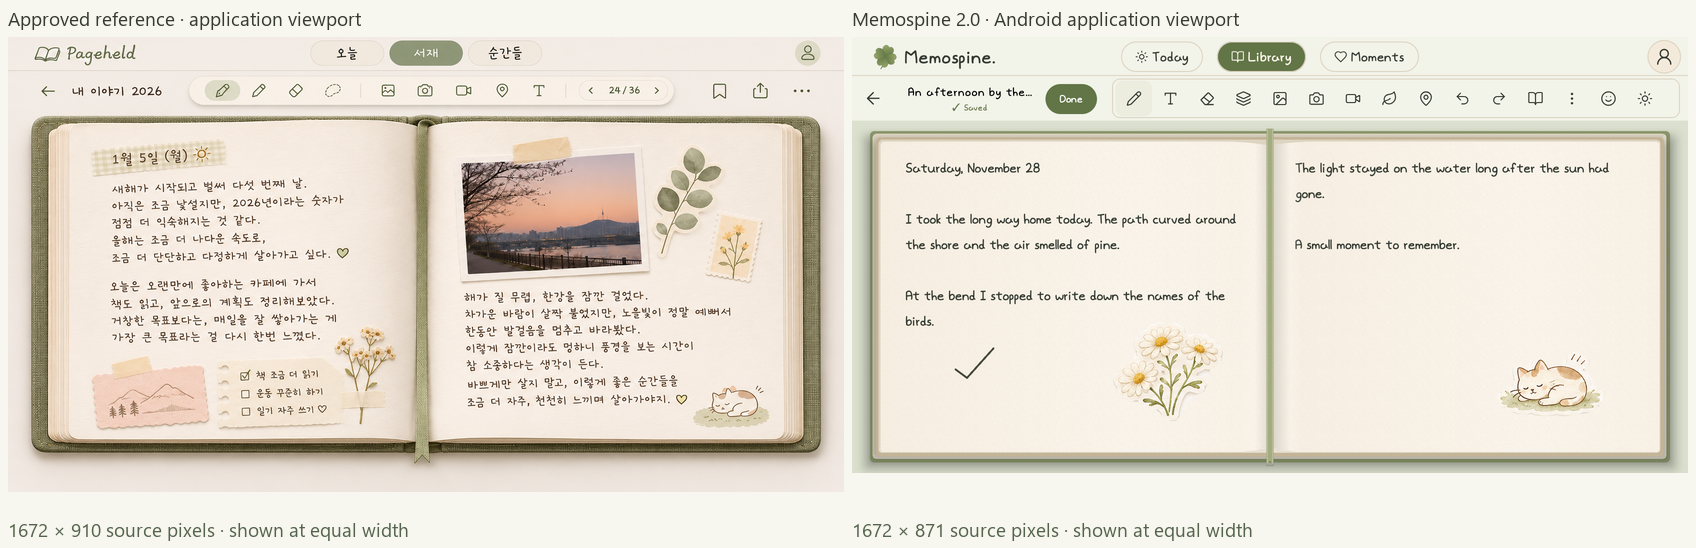 Approved reference · application viewport
Pageheld
오늘
서재
순간들
내 이야기 2026
T
24 / 36
1월 5일 (월)
새해가 시작되고 벌써 다섯 번째 날.
아직은 조금 낯설지만, 2026년이라는 숫자가
점점 더 익숙해지는 것 같다.
올해는 조금 더 나다운 속도로,
조금 더 단단하고 다정하게 살아가고 싶다.
오늘은 오랜만에 좋아하는 카페에 가서
책도 읽고, 앞으로의 계획도 정리해보았다.
거창한 목표보다는, 매일을 잘 쌓아가는 게
가장 큰 목표라는 걸 다시 한번 느꼈다.
책 조금 더 읽기
운동 꾸준히 하기
일기 자주 쓰기
해가 질 무렵, 한강을 잠깐 걸었다.
차가운 바람이 살짝 불었지만, 노을빛이 정말 예뻐서
한동안 발걸음을 멈추고 바라봤다.
이렇게 잠깐이라도 멍하니 풍경을 보는 시간이
참 소중하다는 생각이 든다.
바쁘게만 살지 말고, 이렇게 좋은 순간들을
조금 더 자주, 천천히 느끼며 살아가야지.
1672 × 910 source pixels · shown at equal width
Memospine 2.0 · Android application viewport
Memospine.
Today
Library
Moments
An afternoon by the...
✓ Saved
Done
T
Saturday, November 28
I took the long way home today. The path curved around
the shore and the air smelled of pine.
At the bend I stopped to write down the names of the
birds.
The light stayed on the water long after the sun had
gone.
A small moment to remember.
1672 × 871 source pixels · shown at equal width